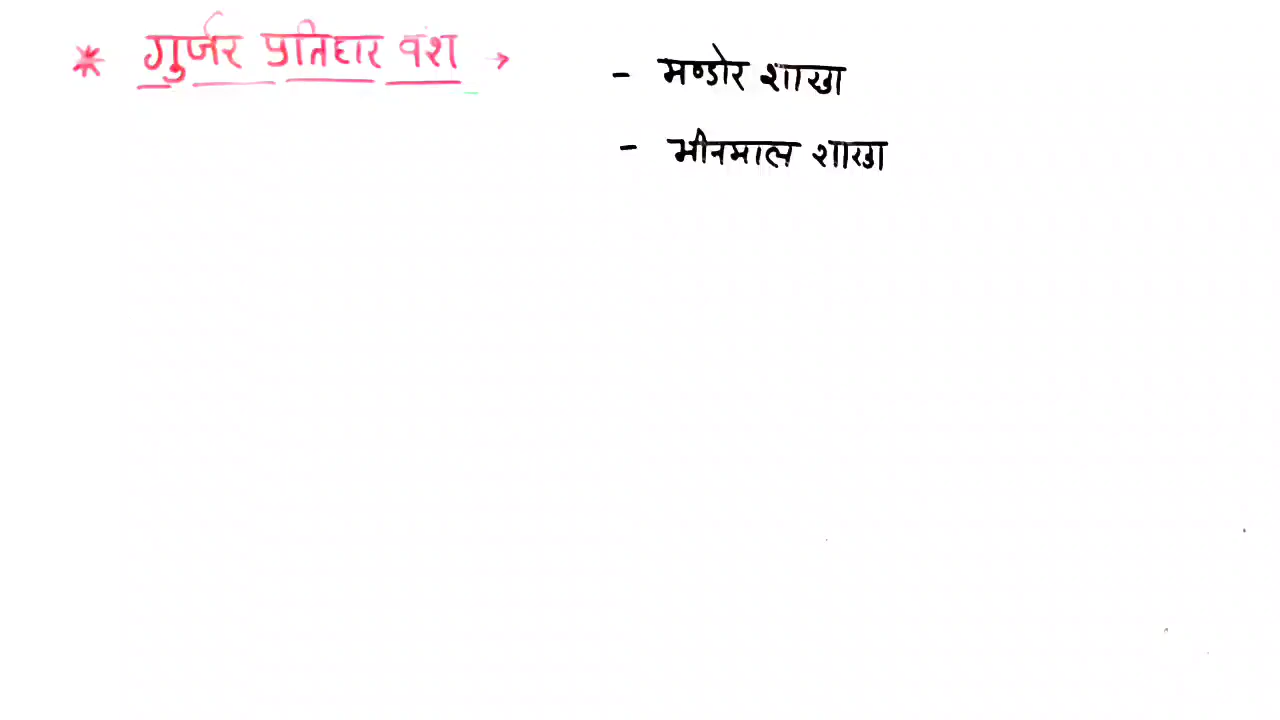 * गुर्जर प्रतिहार वंश →
- मण्डोर शाखा
- भीनमाल शाखा